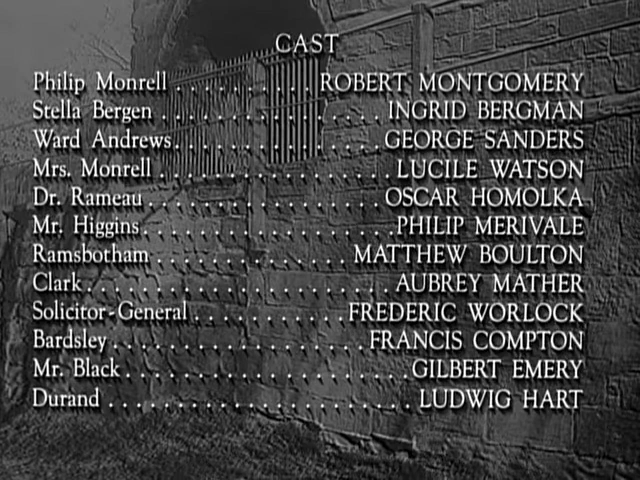 CAST
Philip Monrell . . . . . . . . . . ROBERT MONTGOMERY
Stella Bergen . . . . . . . . . . . . . . . . INGRID BERGMAN
Ward Andrews. . . . . . . . . . . . . . . GEORGE SANDERS
Mrs. Monrell . . . . . . . . . . . . . . . . . LUCILE WATSON
Dr. Rameau . . . . . . . . . . . . . . . . . OSCAR HOMOLKA
Mr. Higgins. . . . . . . . . . . . . . . . . . PHILIP MERIVALE
Ramsbotham . . . . . . . . . . . . . . MATTHEW BOULTON
Clark. . . . . . . . . . . . . . . . . . . . . . AUBREY MATHER
Solicitor-General . . . . . . . . . . . FREDERIC WORLOCK
Bardsley . . . . . . . . . . . . . . . . . . FRANCIS COMPTON
Mr. Black. . . . . . . . . . . . . . . . . . . . . GILBERT EMERY
Durand . . . . . . . . . . . . . . . . . . . . . . LUDWIG HART